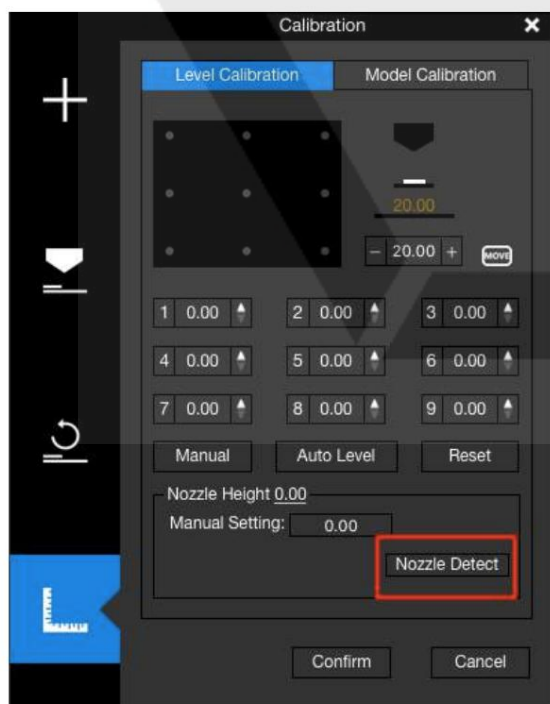 Calibration
Level Calibration Model Calibration
20.00
- 20.00 + MOVE
1 0.00 2 0.00 3 0.00
4 0.00 5 0.00 6 0.00
7 0.00 8 0.00 9 0.00
Manual Auto Level Reset
Nozzle Height 0.00
Manual Setting: 0.00
Nozzle Detect
Confirm Cancel